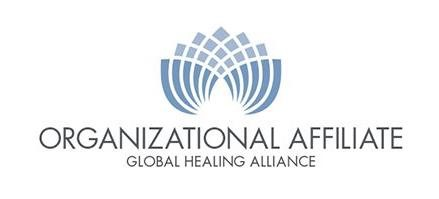 ORGANIZATIONAL AFFILIATE
GLOBAL HEALING ALLIANCE